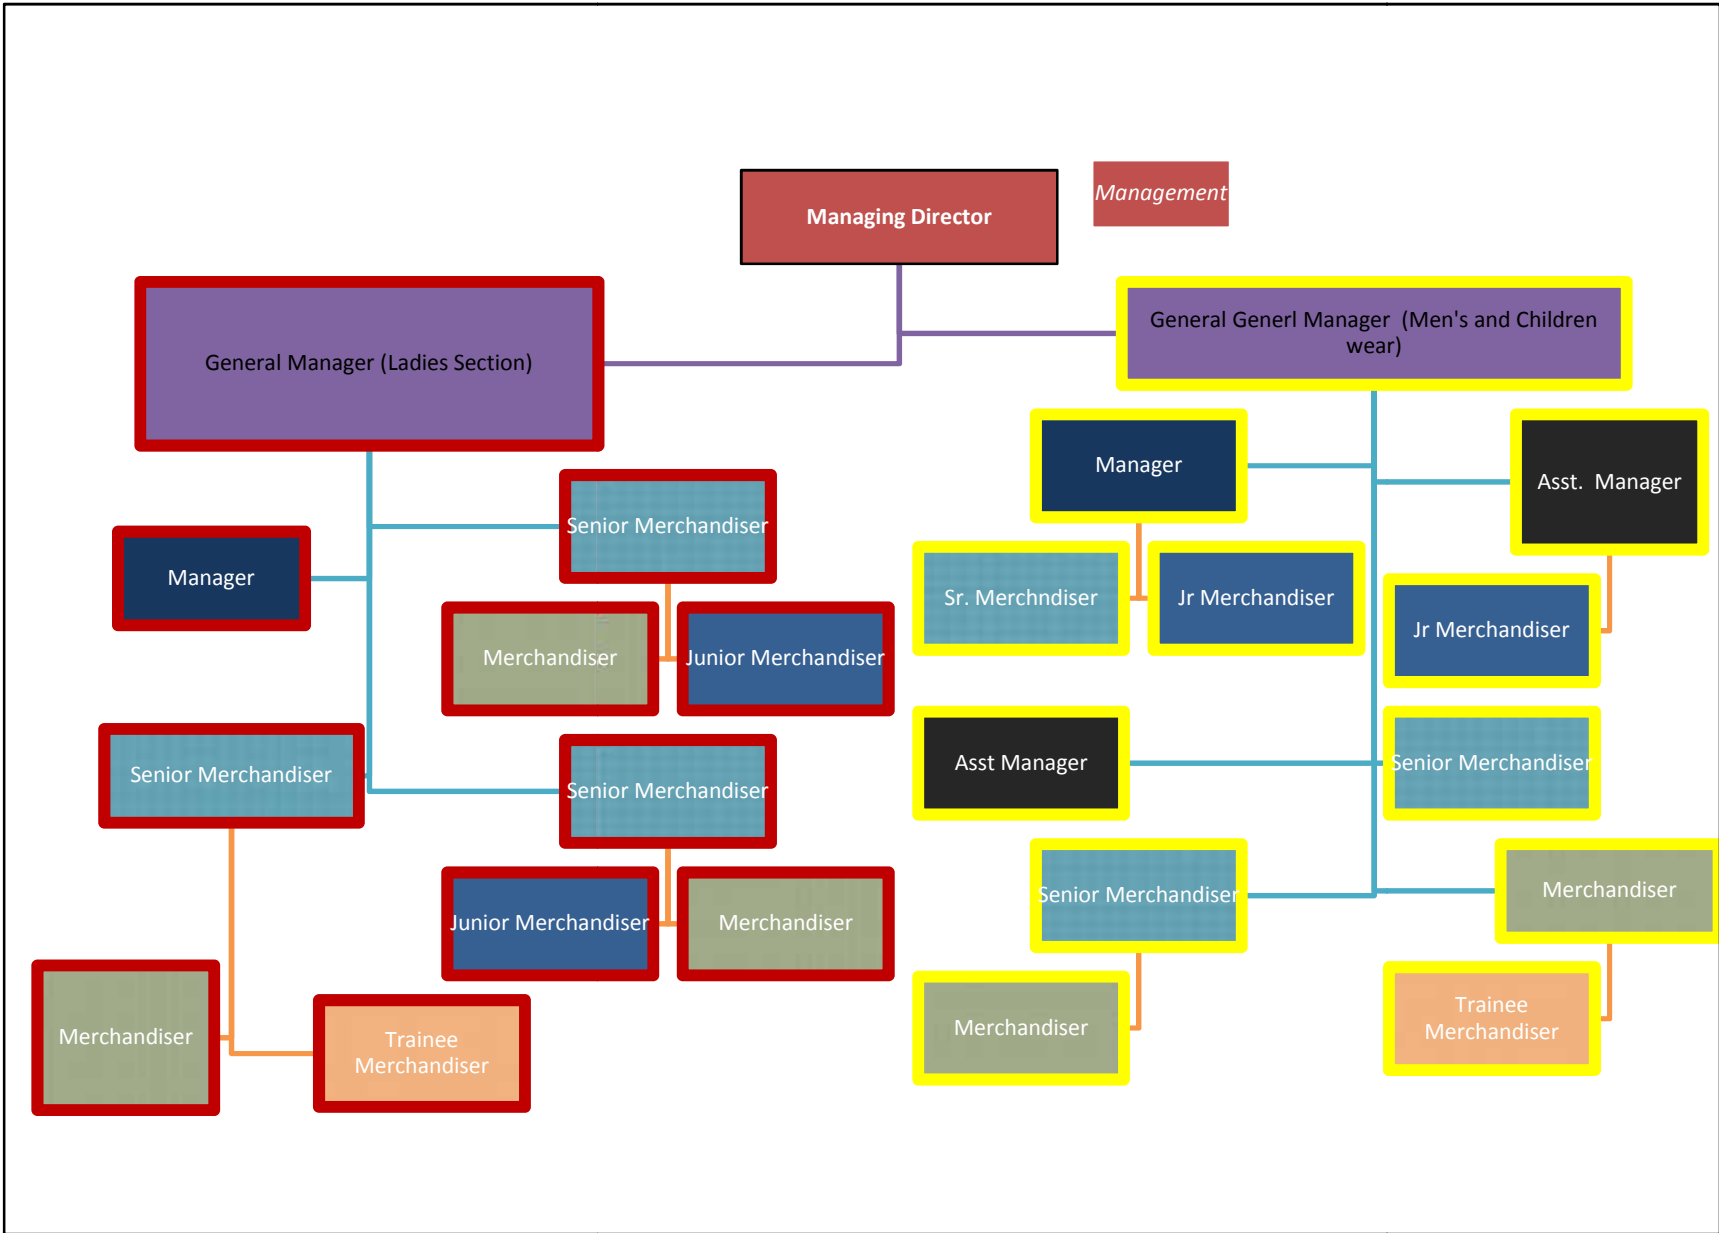 Managing Director
Management
General Manager (Ladies Section)
General Generl Manager  (Men's and Children
wear)
Manager
Asst.  Manager
Senior Merchandiser
Manager
Sr. Merchndiser
Jr Merchandiser
Jr Merchandiser
Merchandiser
Junior Merchandiser
Senior Merchandiser
Senior Merchandiser
Asst Manager
Senior Merchandiser
Junior Merchandiser
Merchandiser
Senior Merchandiser
Merchandiser
Merchandiser
Trainee
Merchandiser
Merchandiser
Trainee
Merchandiser